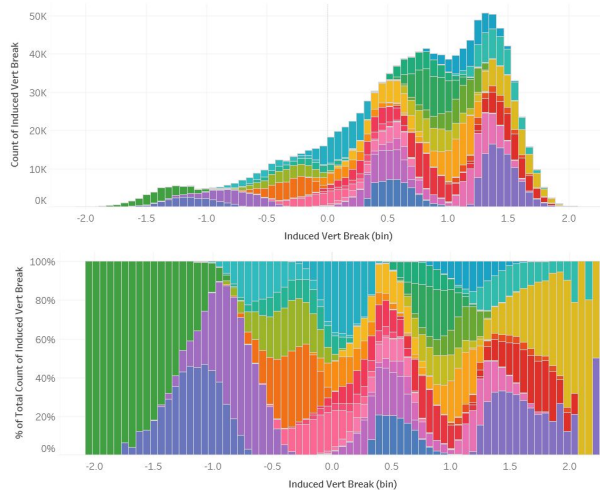 50K
40K
30K
20K
10K
0K
Count of Induced Vert Break
-2.0 -1.5 -1.0 -0.5 0.0 0.5 1.0 1.5 2.0
Induced Vert Break (bin)
100%
80%
60%
40%
20%
0%
% of Total Count of Induced Vert Break
-2.0 -1.5 -1.0 -0.5 0.0 0.5 1.0 1.5 2.0
Induced Vert Break (bin)